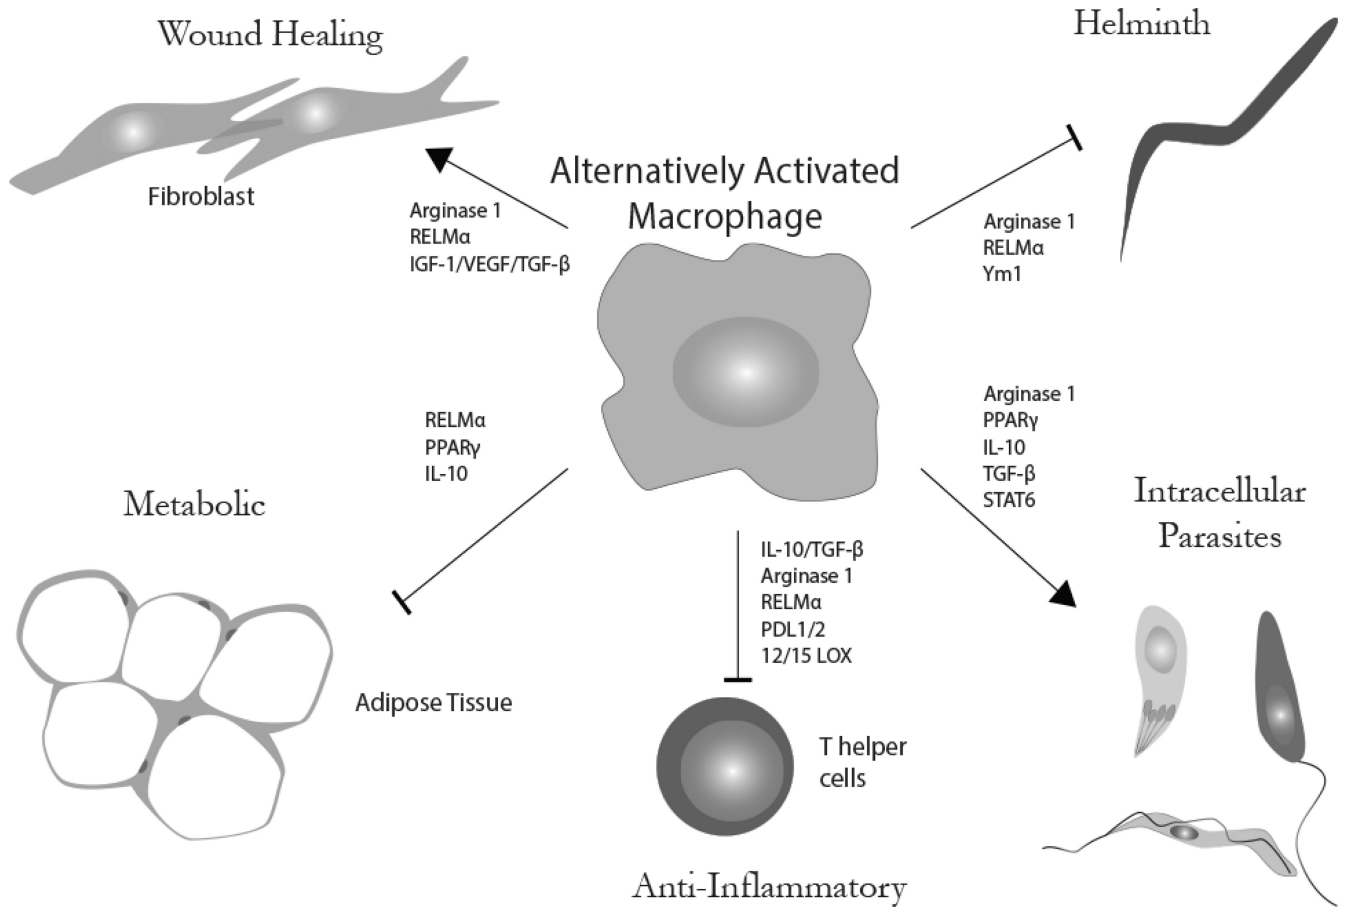 Wound Healing
Fibroblast
Arginase 1
RELMα
IGF-1/VEGF/TGF-β
Helminth
Arginase 1
RELMα
Ym1
Alternatively Activated
Macrophage
RELMα
PPARγ
IL-10
Metabolic
Adipose Tissue
Arginase 1
PPARγ
IL-10
TGF-β
STAT6
Intracellular
Parasites
IL-10/TGF-β
Arginase 1
RELMα
PDL1/2
12/15 LOX
T helper
cells
Anti-Inflammatory